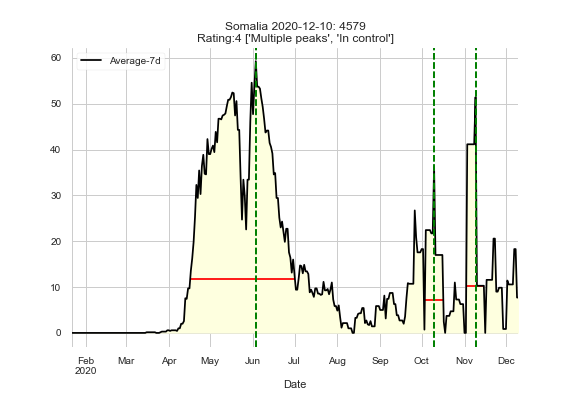 Somalia 2020-12-10: 4579
Rating:4 ['Multiple peaks', 'In control']
Average-7d
60
50
40
30
20
10
0
Feb Mar Apr May Jun Jul Aug Sep Oct Nov Dec
2020
Date